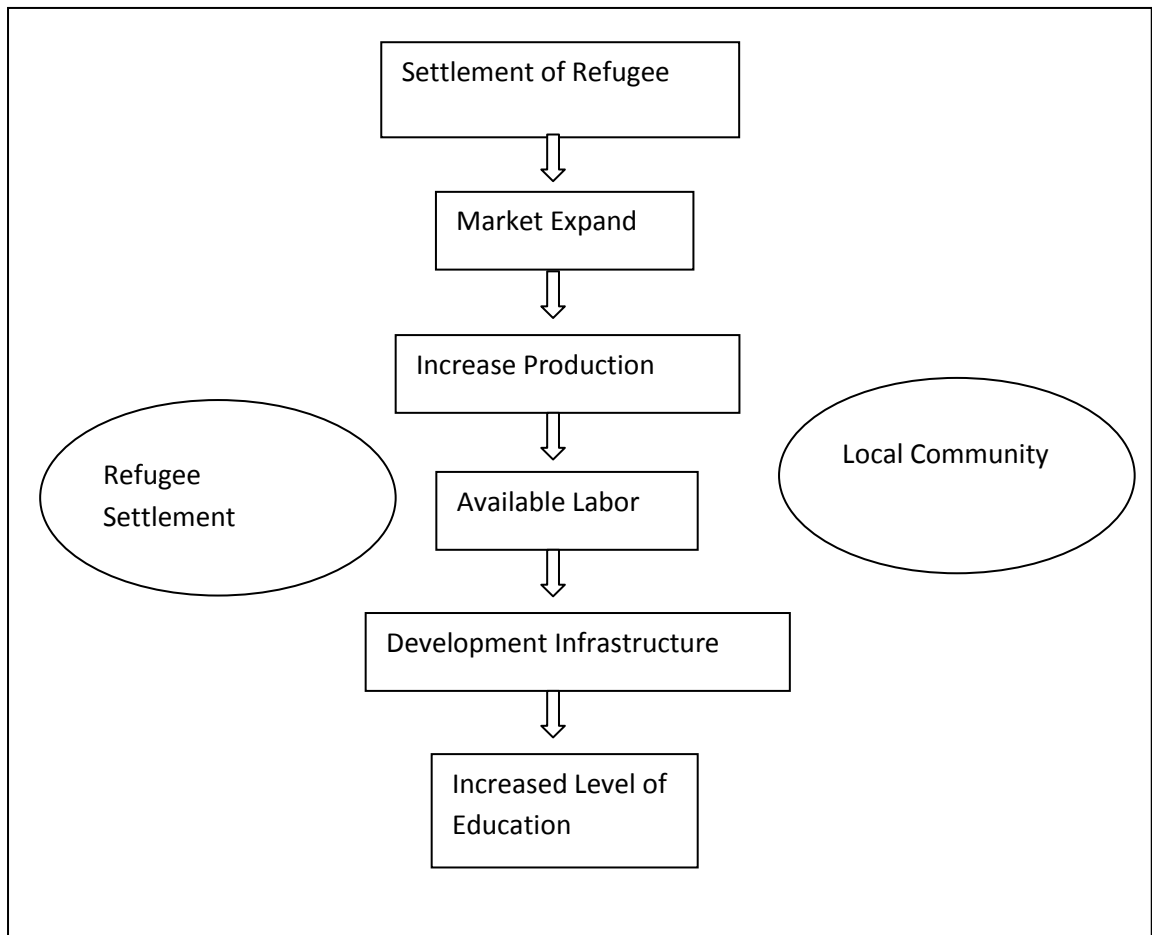 Settlement of Refugee
Market Expand
Increase Production
Refugee
Settlement
Local Community
Available Labor
Development Infrastructure
Increased Level of
Education